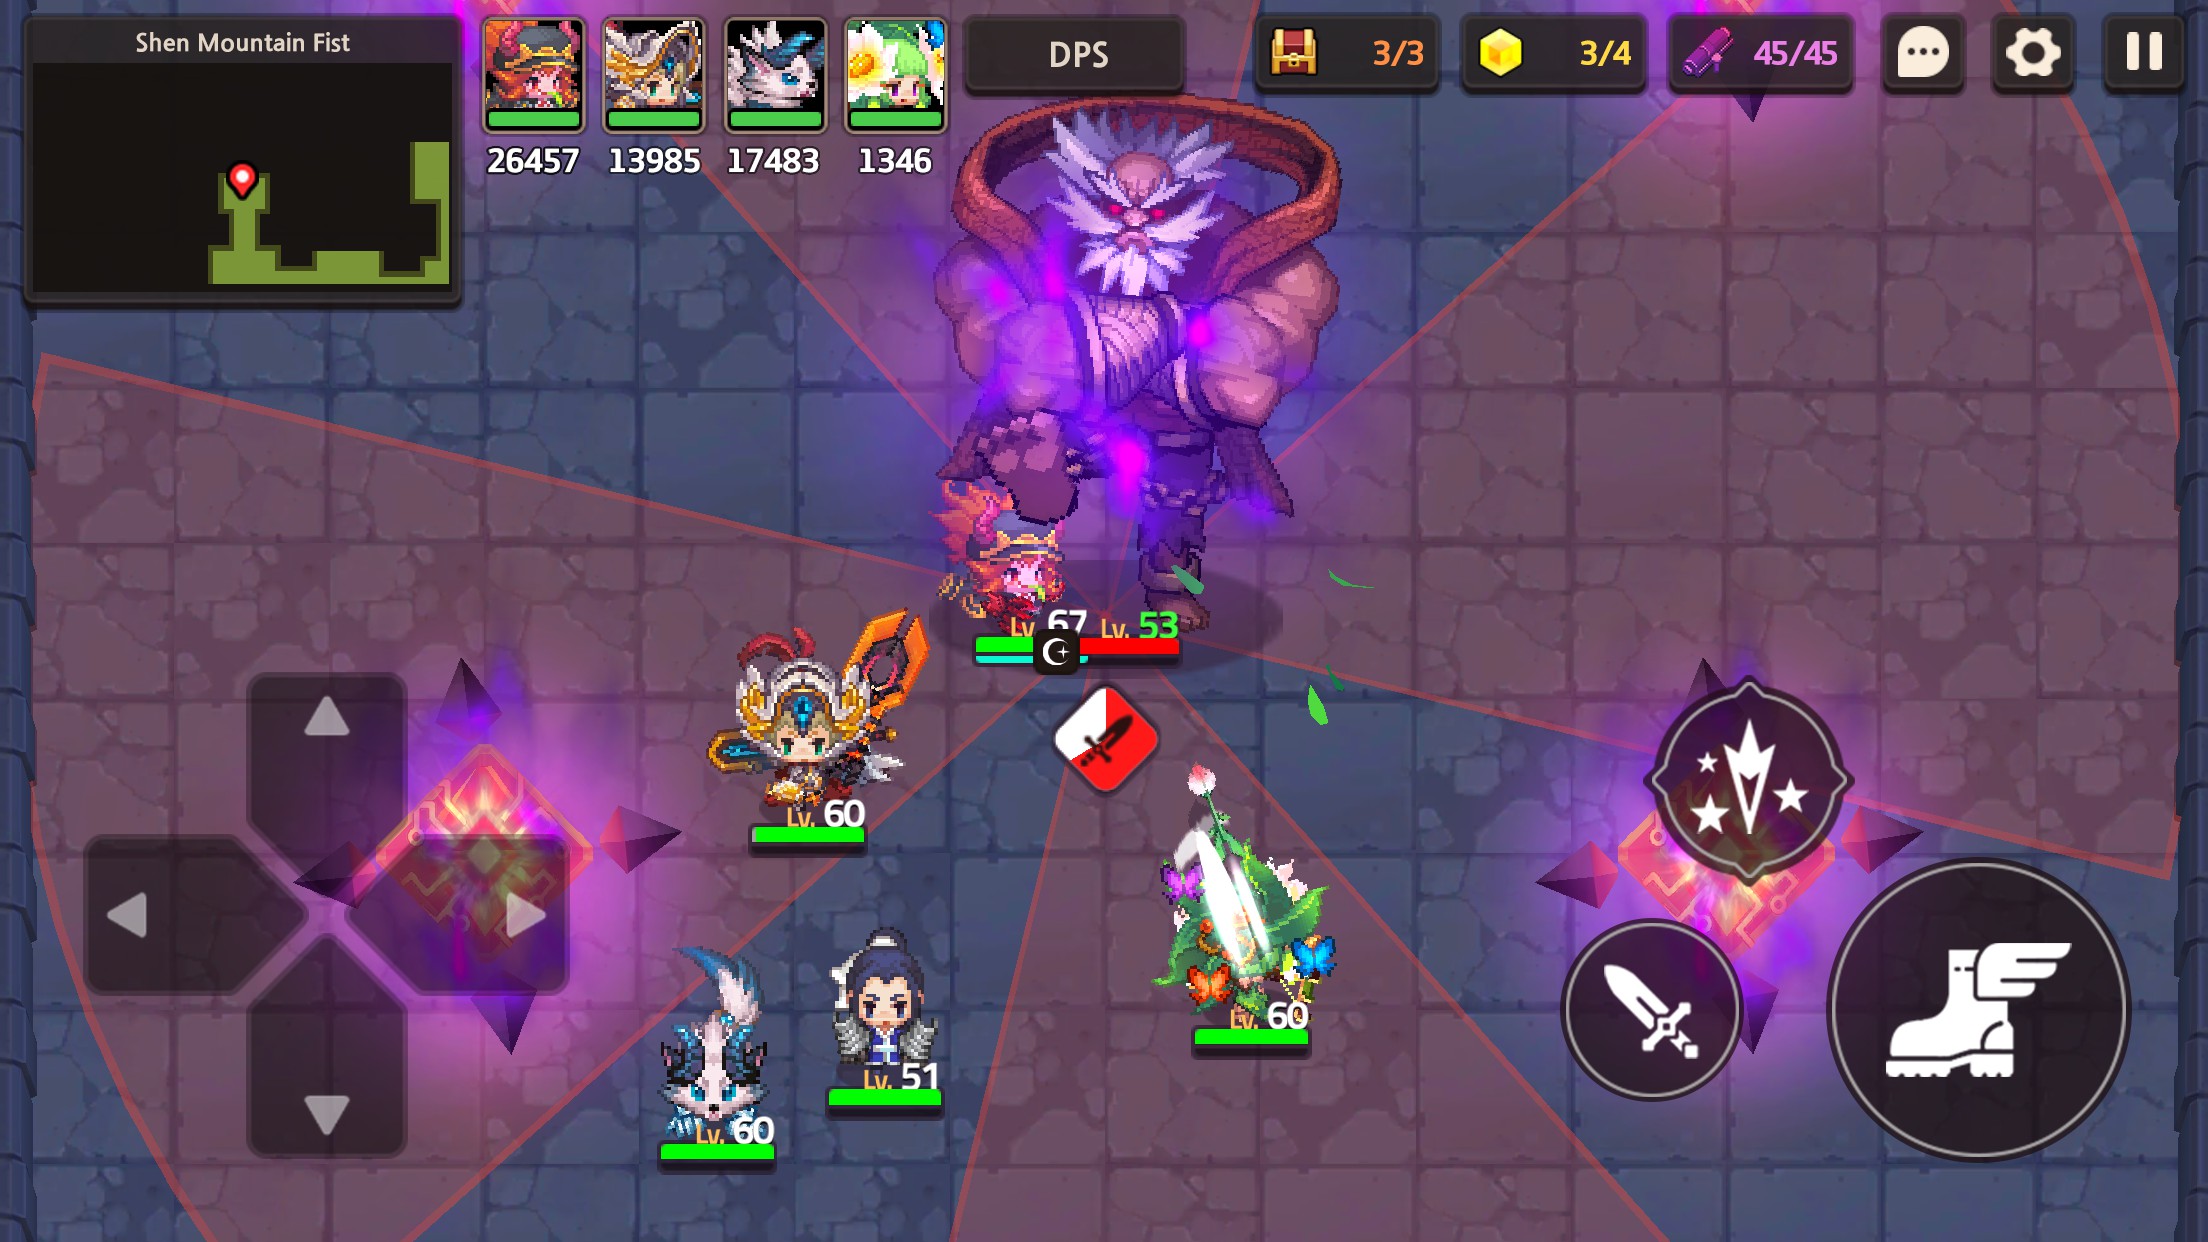 Shen Mountain Fist
26457 13985 17483 1346
DPS
3/3
3/4
45/45
Lv. 67
Lv. 53
Lv. 60
Lv. 60
Lv. 51
Lv. 60